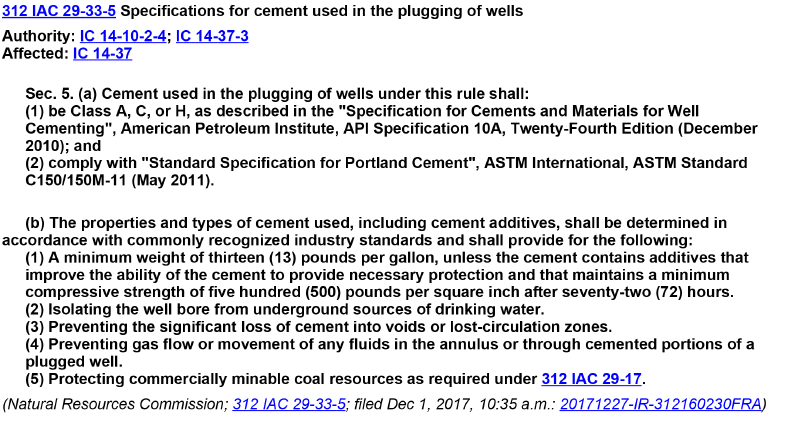 312 IAC 29-33-5 Specifications for cement used in the plugging of wells
Authority: IC 14-10-2-4; IC 14-37-3
Affected: IC 14-37
Sec. 5. (a) Cement used in the plugging of wells under this rule shall:
(1) be Class A, C, or H, as described in the "Specification for Cements and Materials for Well
Cementing", American Petroleum Institute, API Specification 10A, Twenty-Fourth Edition (December
2010); and
(2) comply with "Standard Specification for Portland Cement", ASTM International, ASTM Standard
C150/150M-11 (May 2011).
(b) The properties and types of cement used, including cement additives, shall be determined in
accordance with commonly recognized industry standards and shall provide for the following:
(1) A minimum weight of thirteen (13) pounds per gallon, unless the cement contains additives that
improve the ability of the cement to provide necessary protection and that maintains a minimum
compressive strength of five hundred (500) pounds per square inch after seventy-two (72) hours.
(2) Isolating the well bore from underground sources of drinking water.
(3) Preventing the significant loss of cement into voids or lost-circulation zones.
(4) Preventing gas flow or movement of any fluids in the annulus or through cemented portions of a
plugged well.
(5) Protecting commercially minable coal resources as required under 312 IAC 29-17.
(Natural Resources Commission; 312 IAC 29-33-5; filed Dec 1, 2017, 10:35 a.m.: 20171227-IR-312160230FRA)